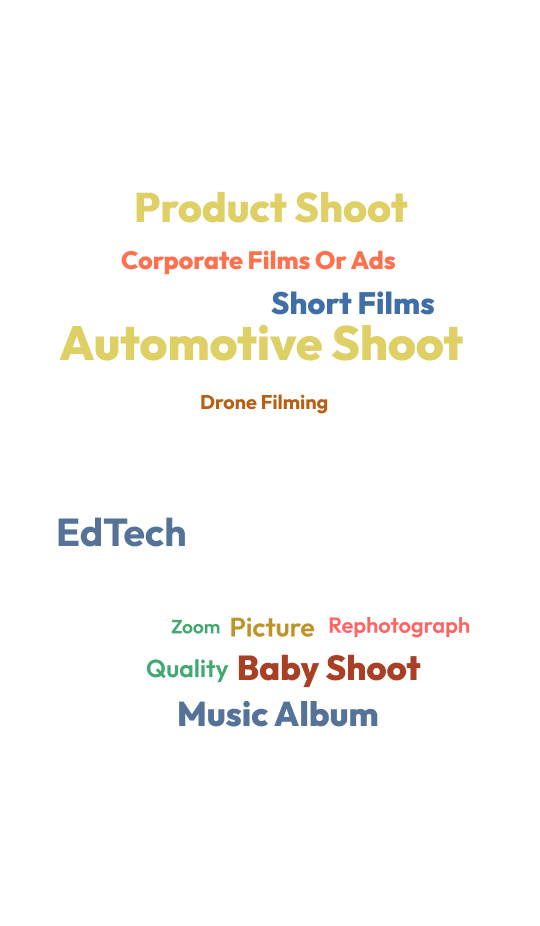 Product Shoot
Corporate Films Or Ads
Short Films
Automotive Shoot
Drone Filming
EdTech
Zoom Picture Rephotograph
Quality Baby Shoot
Music Album